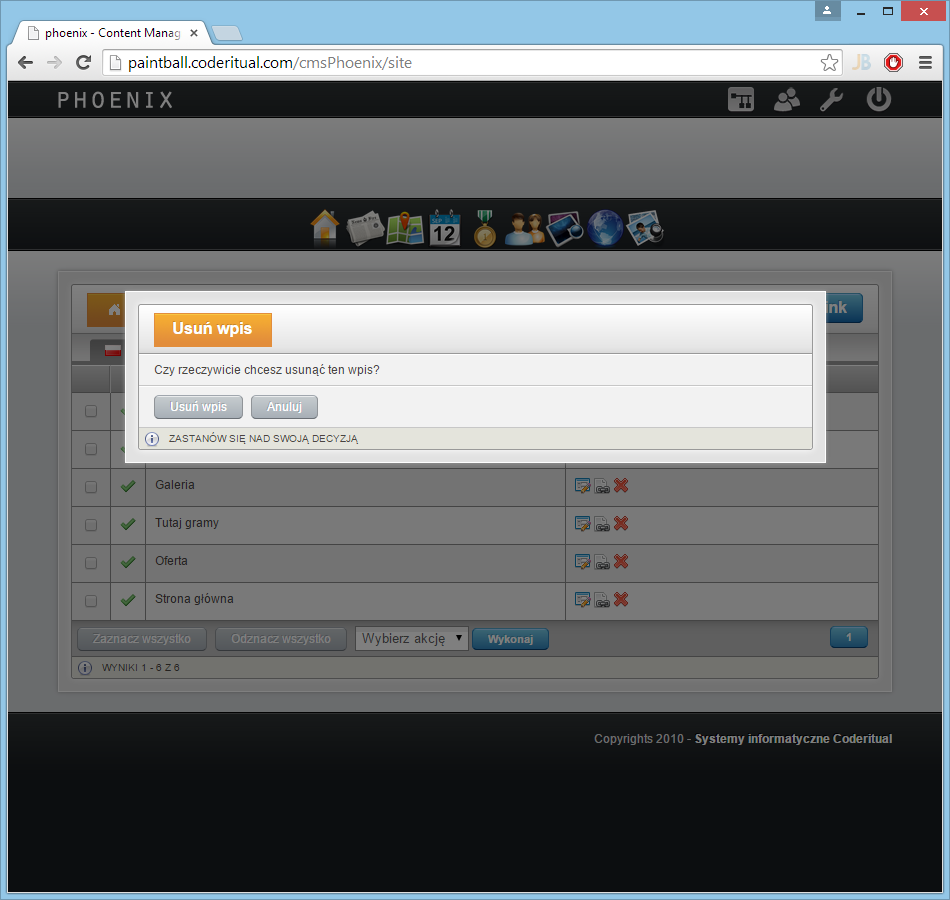 phoenix - Content Manag
paintball.coderitual.com/cmsPhoenix/site
JB
PHOENIX
SEP
12
ink
Usuń wpis
Czy rzeczywicie chcesz usunąć ten wpis?
Usuń wpis Anuluj
ZASTANÓW SIĘ NAD SWOJĄ DECYZJĄ
Galeria
Tutaj gramy
Oferta
Strona główna
Zaznacz wszystko Odznacz wszystko Wybierz akcję Wykonaj 1
WYNIKI 1 - 6 Z 6
Copyrights 2010 - Systemy informatyczne Coderitual